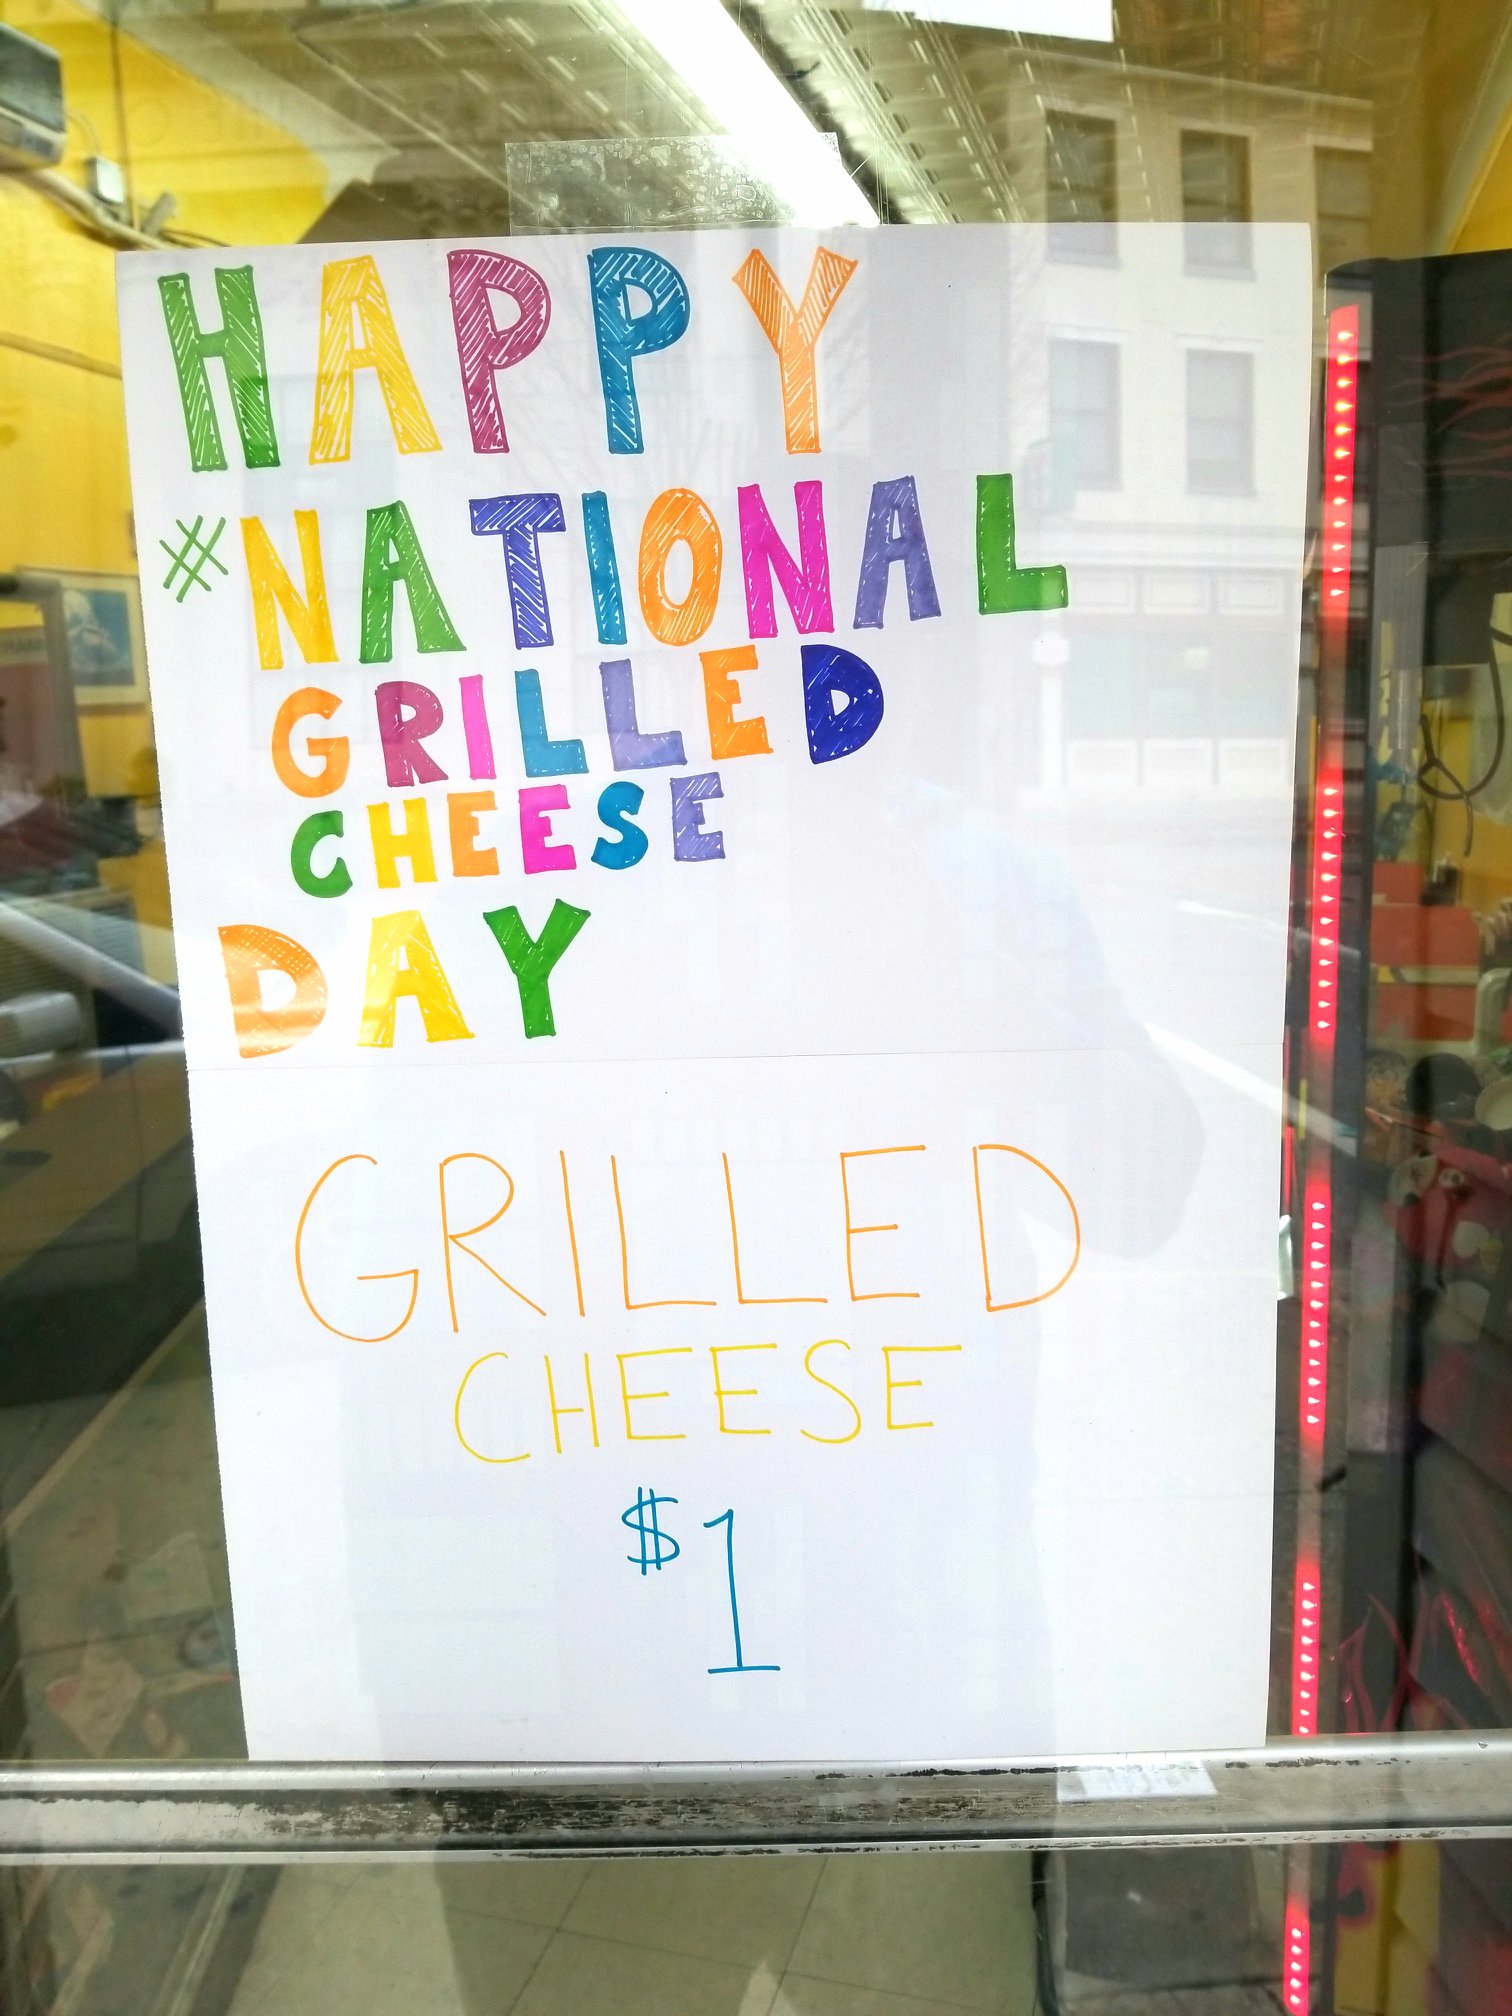 HAPPY
#NATIONAL
GRILLED
CHEESE
DAY
GRILLED
CHEESE
$1